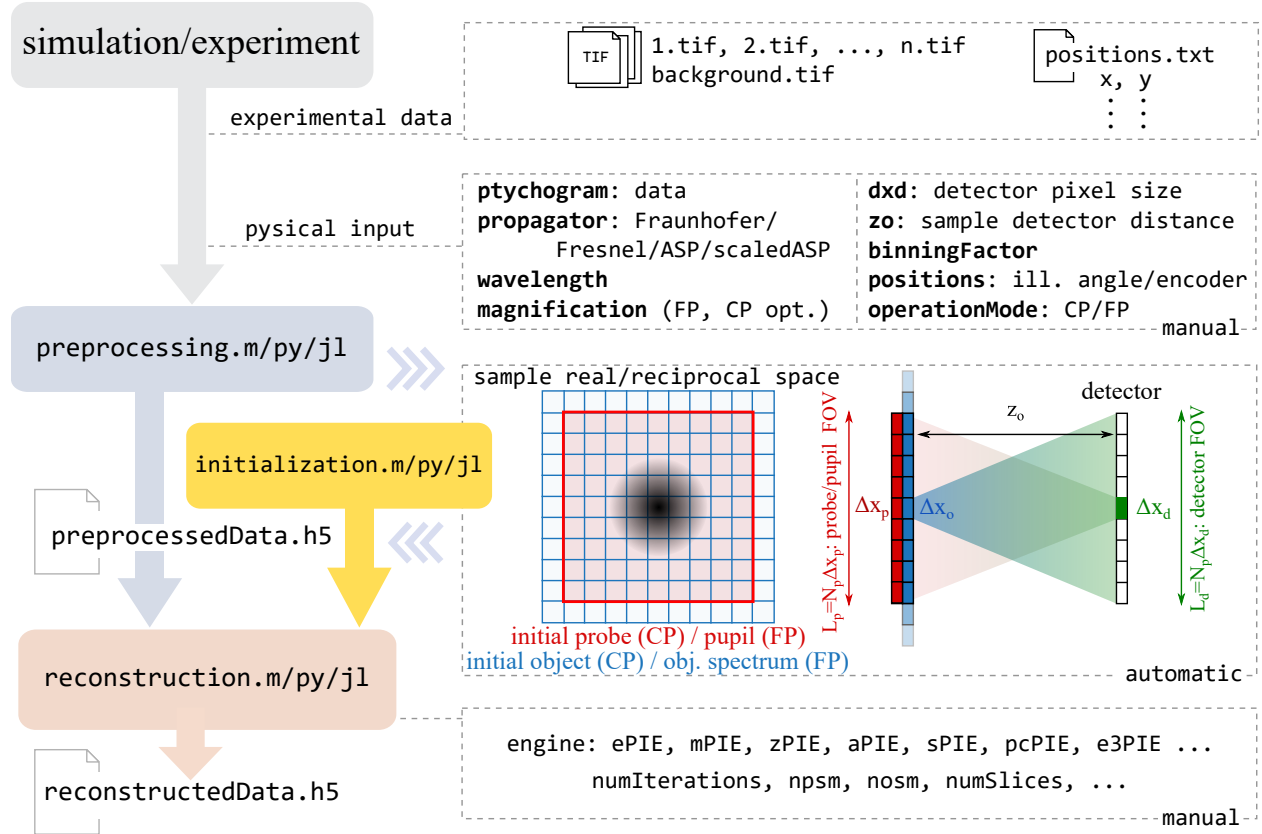 simulation/experiment
TIF
1.tif, 2.tif, ..., n.tif
background.tif
positions.txt
x, y
experimental data
pysical input
ptychogram: data
propagator: Fraunhofer/
Fresnel/ASP/scaledASP
wavelength
magnification (FP, CP opt.)
dxd: detector pixel size
zo: sample detector distance
binningFactor
positions: ill. angle/encoder
operationMode: CP/FP
manual
preprocessing.m/py/jl
initialization.m/py/jl
preprocessedData.h5
sample real/reciprocal space
initial probe (CP) / pupil (FP)
initial object (CP) / obj. spectrum (FP)
Lp=NpΔxp: probe/pupil FOV
Δxp
Δxo
zo
detector
Δxd
Ld=NpΔxd: detector FOV
automatic
reconstruction.m/py/jl
reconstructedData.h5
engine: ePIE, mPIE, zPIE, aPIE, sPIE, pcPIE, e3PIE ...
numIterations, npsm, nosm, numSlices, ...
manual